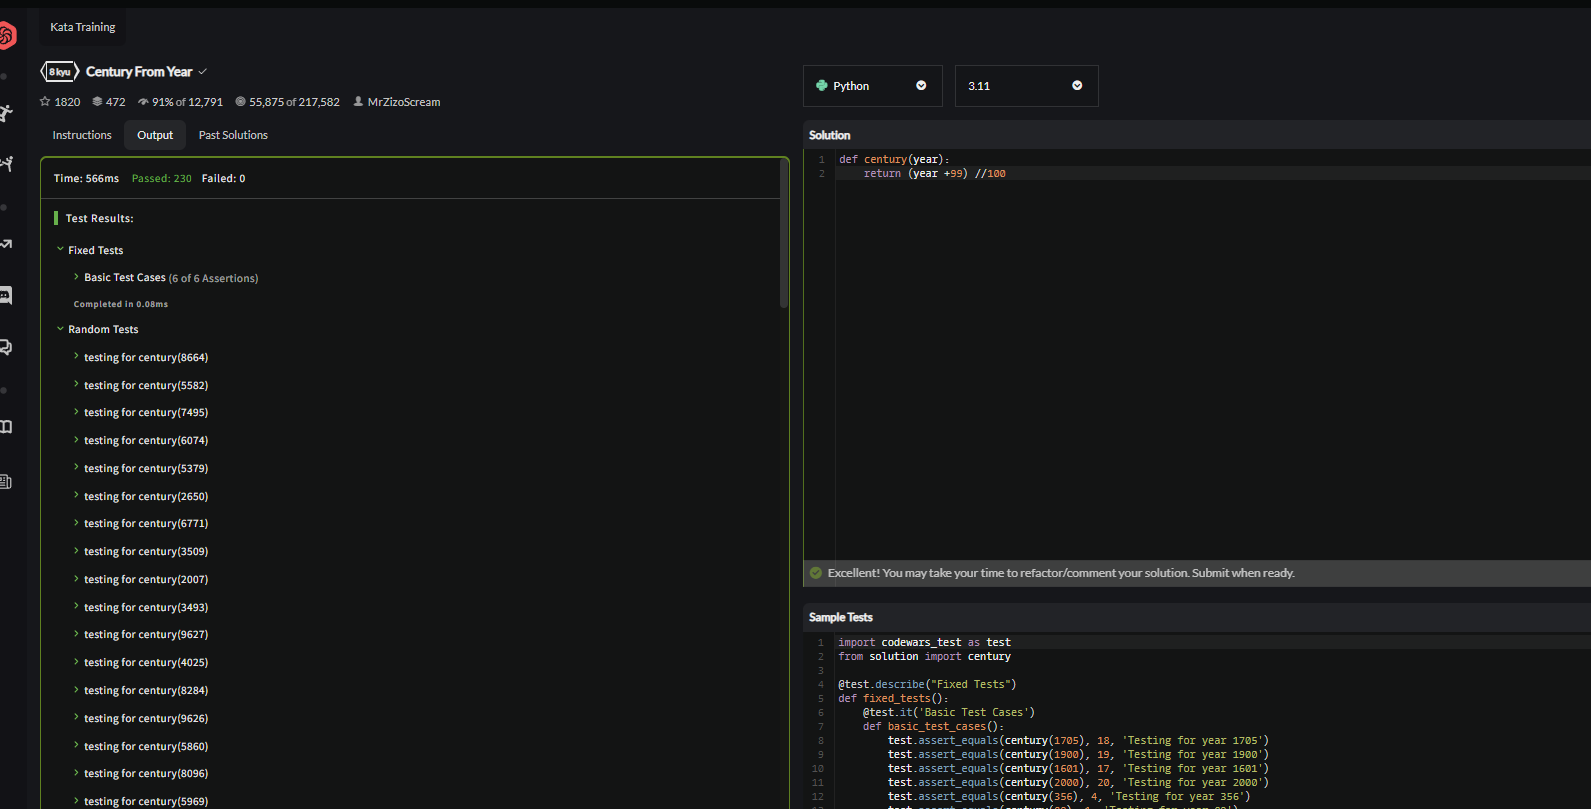 Kata Training
8 kyu Century From Year
1820 472 91% of 12,791 55,875 of 217,582 MrZizoScream
Instructions Output Past Solutions
Time: 566ms Passed: 230 Failed: 0
Test Results:
Fixed Tests
Basic Test Cases (6 of 6 Assertions)
Completed in 0.08ms
Random Tests
testing for century(8664)
testing for century(5582)
testing for century(7495)
testing for century(6074)
testing for century(5379)
testing for century(2650)
testing for century(6771)
testing for century(3509)
testing for century(2007)
testing for century(3493)
testing for century(9627)
testing for century(4025)
testing for century(8284)
testing for century(9626)
testing for century(5860)
testing for century(8096)
testing for century(5969)
Python 3.11
Solution
1 def century(year):
2 return (year +99) //100
Excellent! You may take your time to refactor/comment your solution. Submit when ready.
Sample Tests
1 import codewars_test as test
2 from solution import century
3
4 @test.describe("Fixed Tests")
5 def fixed_tests():
6 @test.it('Basic Test Cases')
7 def basic_test_cases():
8 test.assert_equals(century(1705), 18, 'Testing for year 1705')
9 test.assert_equals(century(1900), 19, 'Testing for year 1900')
10 test.assert_equals(century(1601), 17, 'Testing for year 1601')
11 test.assert_equals(century(2000), 20, 'Testing for year 2000')
12 test.assert_equals(century(356), 4, 'Testing for year 356')